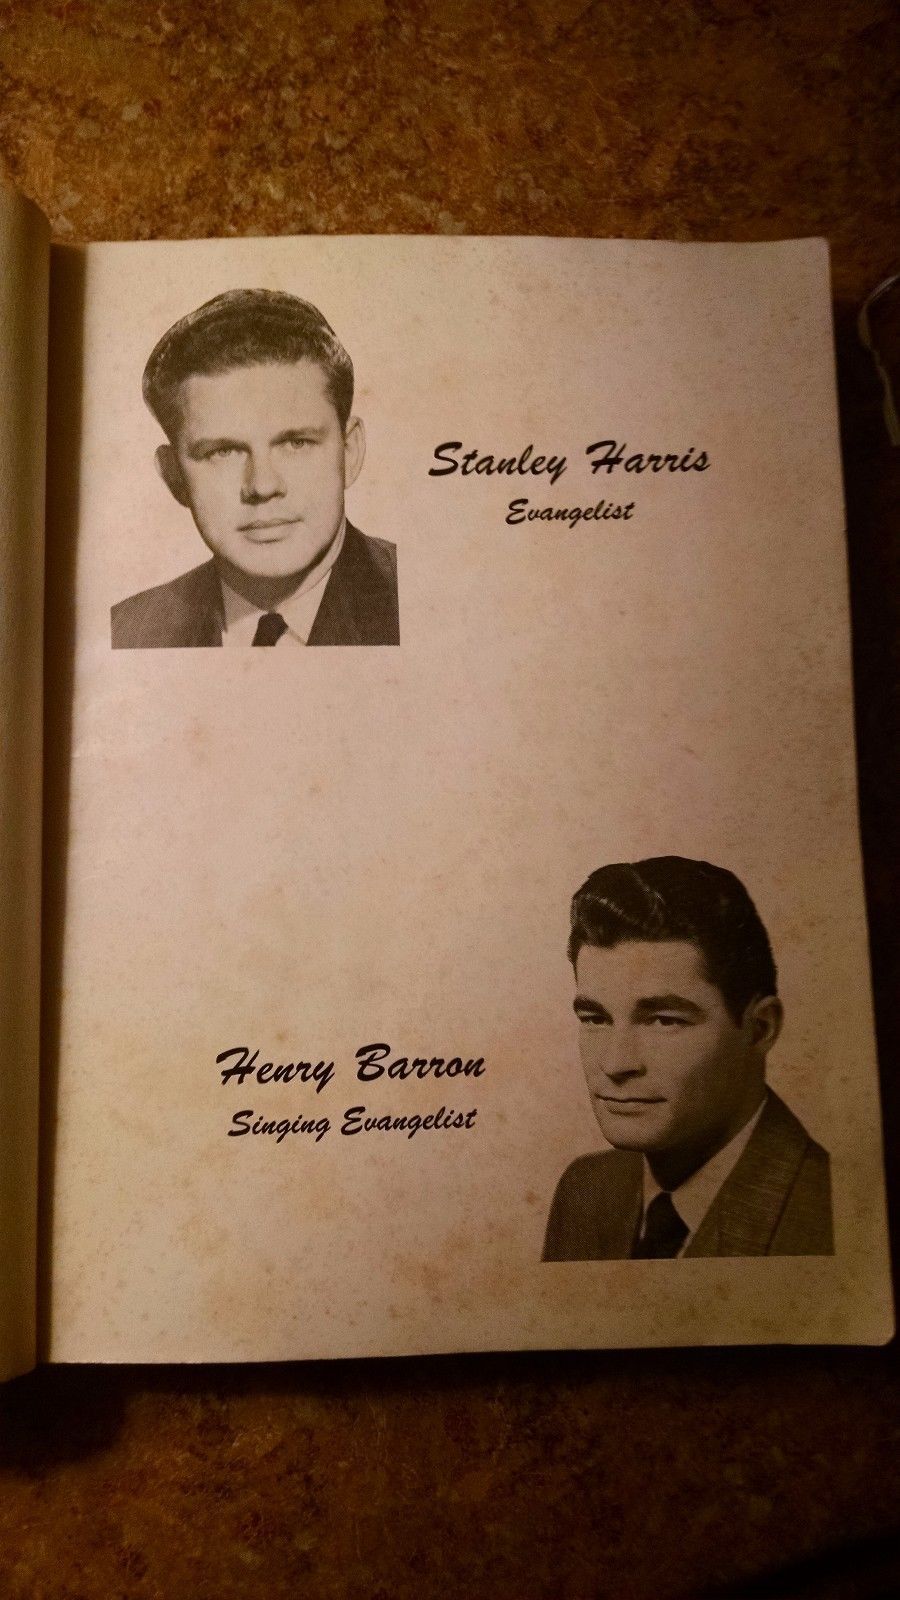 Stanley Harris
Evangelist
Henry Barron
Singing Evangelist